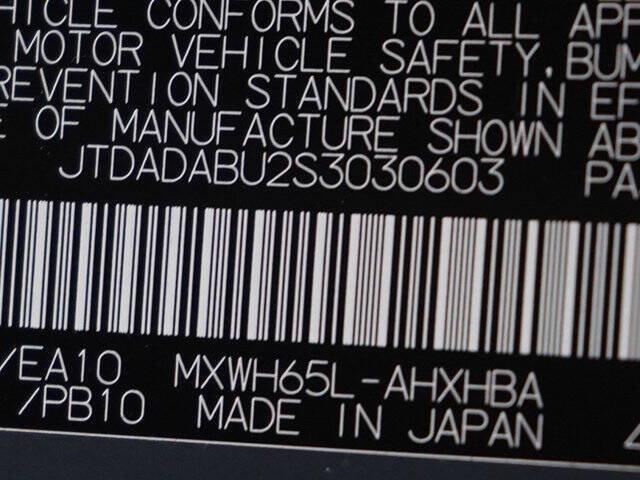 HICLE CONFORMS TO ALL APP
MOTOR VEHICLE SAFETY, BUM
REVENTION STANDARDS IN EF
E OF MANUFACTURE SHOWN AB
JTDADABU2S3030603 PA
/EA10 MXWH65L-AHXHBA
/PB10 MADE IN JAPAN